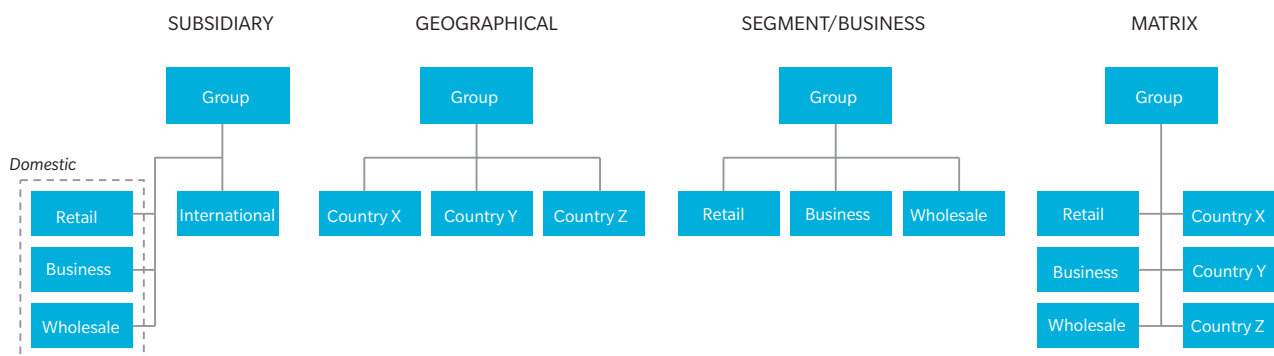 SUBSIDIARY
GEOGRAPHICAL
SEGMENT/BUSINESS
MATRIX
Group
Group
Group
Group
Domestic
Retail
International
Country X
Country Y
Country Z
Retail
Business
Wholesale
Retail
Country X
Business
Business
Country Y
Wholesale
Wholesale
Country Z